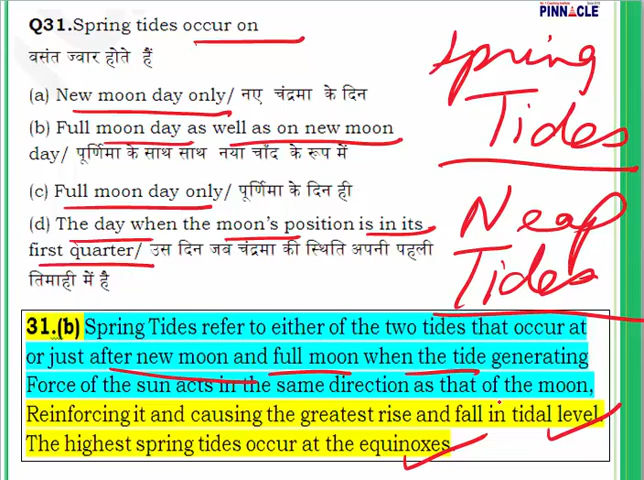 PINNACLE
Q31.Spring tides occur on
वसंत ज्वार होते हैं
(a) New moon day only/ नए चंद्रमा के दिन
(b) Full moon day as well as on new moon
day/ पूर्णिमा के साथ साथ नया चाँद के रूप में
(c) Full moon day only/ पूर्णिमा के दिन ही
(d) The day when the moon's position is in its
first quarter/ उस दिन जब चंद्रमा की स्थिति अपनी पहली
तिमाही में है
Spring
Tides
Neap
Tides
31.(b) Spring Tides refer to either of the two tides that occur at
or just after new moon and full moon when the tide generating
Force of the sun acts in the same direction as that of the moon,
Reinforcing it and causing the greatest rise and fall in tidal level.
The highest spring tides occur at the equinoxes